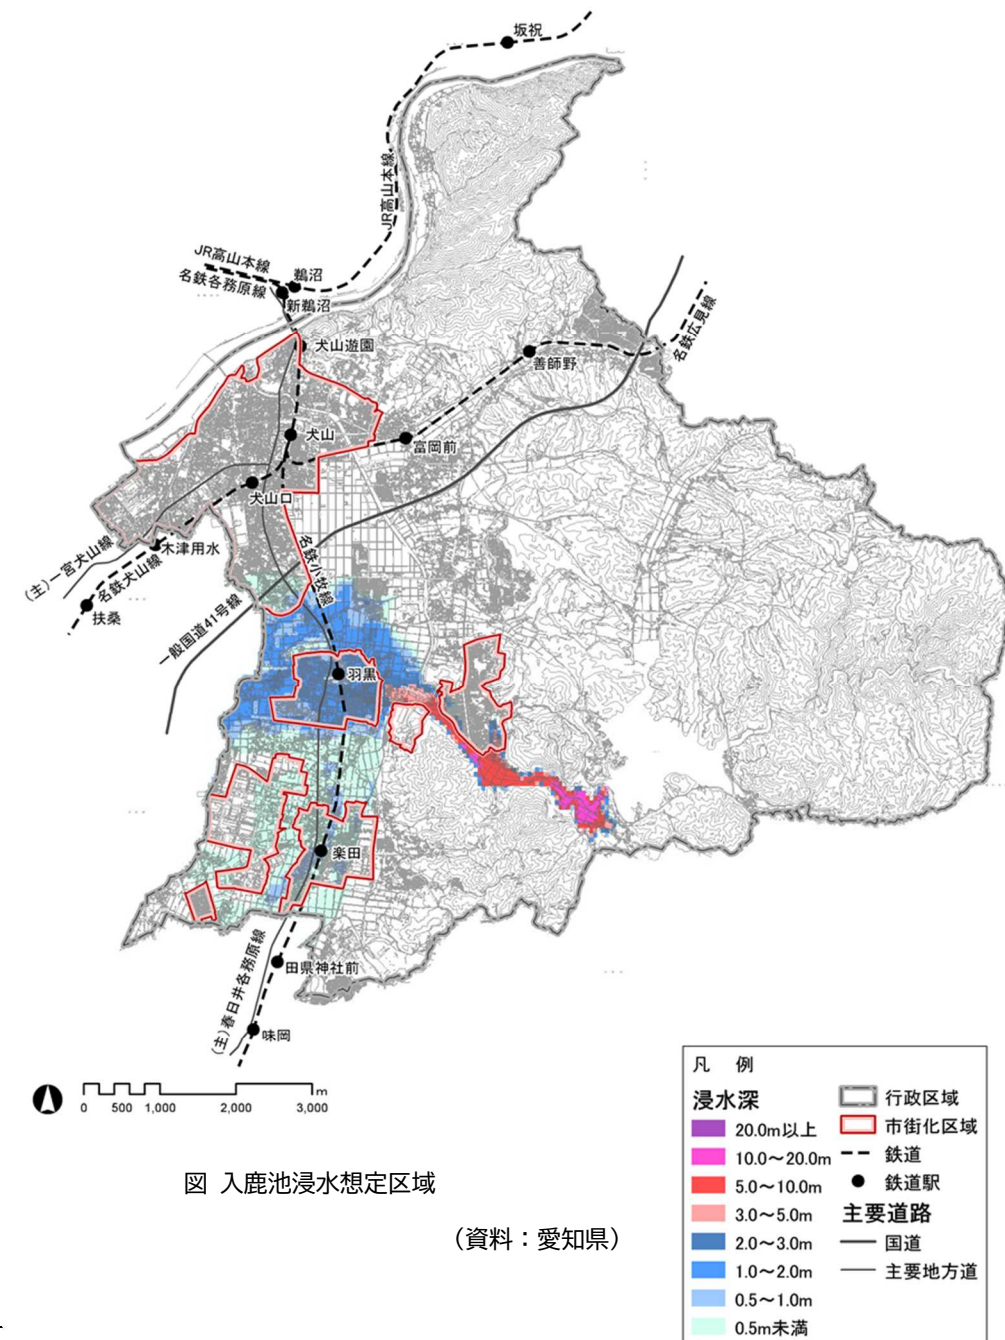 坂祝
JR高山本線
JR高山本線
名鉄各務原線
鵜沼
新鵜沼
犬山遊園
名鉄広見線
善師野
犬山
富岡前
犬山口
木津用水
(主)一宮犬山線
名鉄犬山線
扶桑
名鉄小牧線
一般国道41号線
羽黒
楽田
(主)春日井各務原線
田県神社前
味岡
0 500 1,000 2,000 3,000 m
図 入鹿池浸水想定区域
（資料：愛知県）
凡 例
浸水深
20.0m以上
10.0～20.0m
5.0～10.0m
3.0～5.0m
2.0～3.0m
1.0～2.0m
0.5～1.0m
0.5m未満
行政区域
市街化区域
鉄道
鉄道駅
主要道路
国道
主要地方道